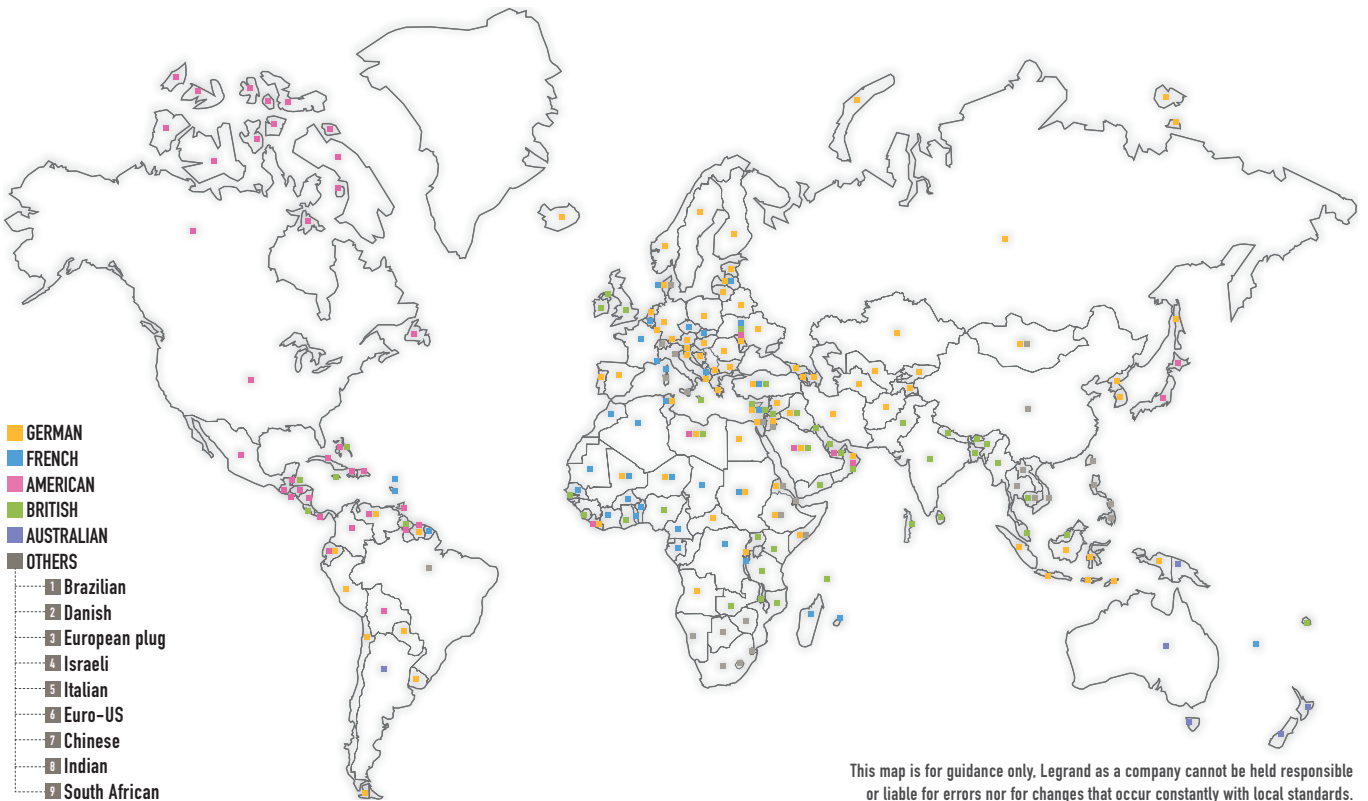 GERMAN
FRENCH
AMERICAN
BRITISH
AUSTRALIAN
OTHERS
1 Brazilian
2 Danish
3 European plug
4 Israeli
5 Italian
6 Euro-US
7 Chinese
8 Indian
9 South African
This map is for guidance only, Legrand as a company cannot be held responsible
or liable for errors nor for changes that occur constantly with local standards.